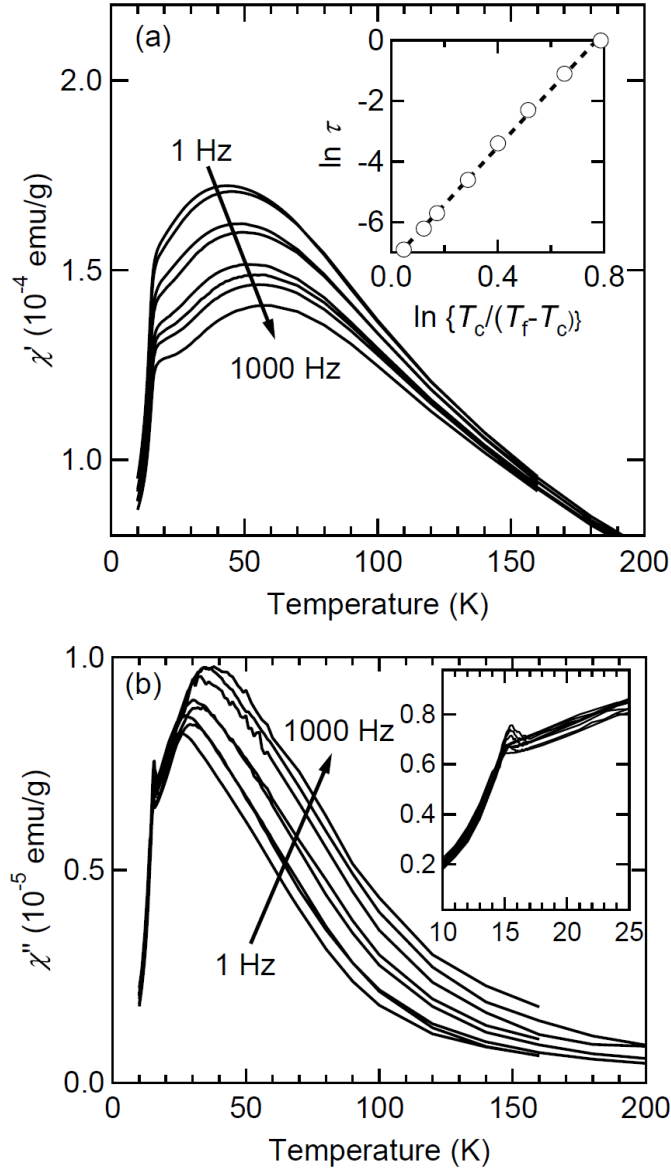 (a)
χ' (10⁻⁴ emu/g)
2.0
1.5
1.0
1 Hz
1000 Hz
ln τ
0
-2
-4
-6
0.0 0.4 0.8
ln {Tc/(Tf-Tc)}
0 50 100 150 200
Temperature (K)
(b)
χ" (10⁻⁵ emu/g)
1.0
0.5
0.0
1000 Hz
1 Hz
0.8
0.6
0.4
0.2
10 15 20 25
0 50 100 150 200
Temperature (K)